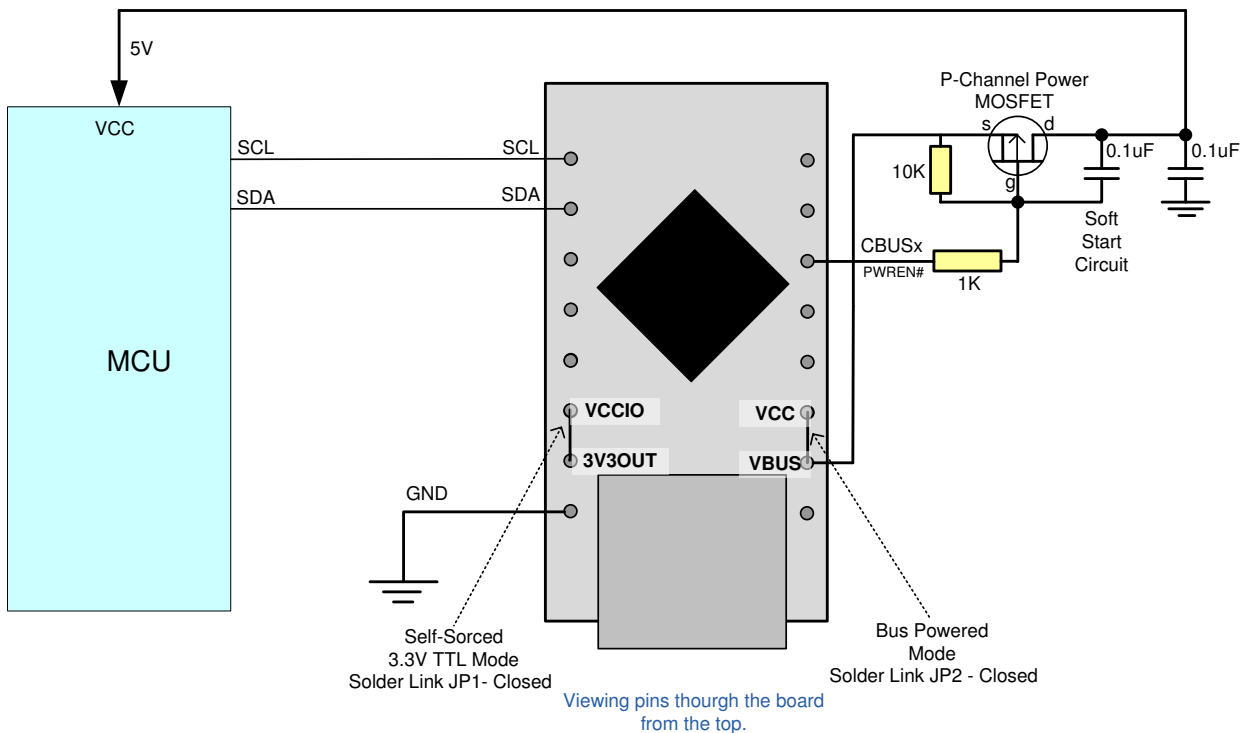 5V
P-Channel Power
MOSFET
VCC
s
d
SCL
SCL
0.1uF
0.1uF
10K
g
SDA
SDA
Soft
Start
Circuit
CBUSx
PWREN#
1K
MCU
VCCIO
VCC
3V3OUT
VBUS
GND
Self-Sorced
3.3V TTL Mode
Solder Link JP1- Closed
Bus Powered
Mode
Solder Link JP2 - Closed
Viewing pins thourgh the board
from the top.